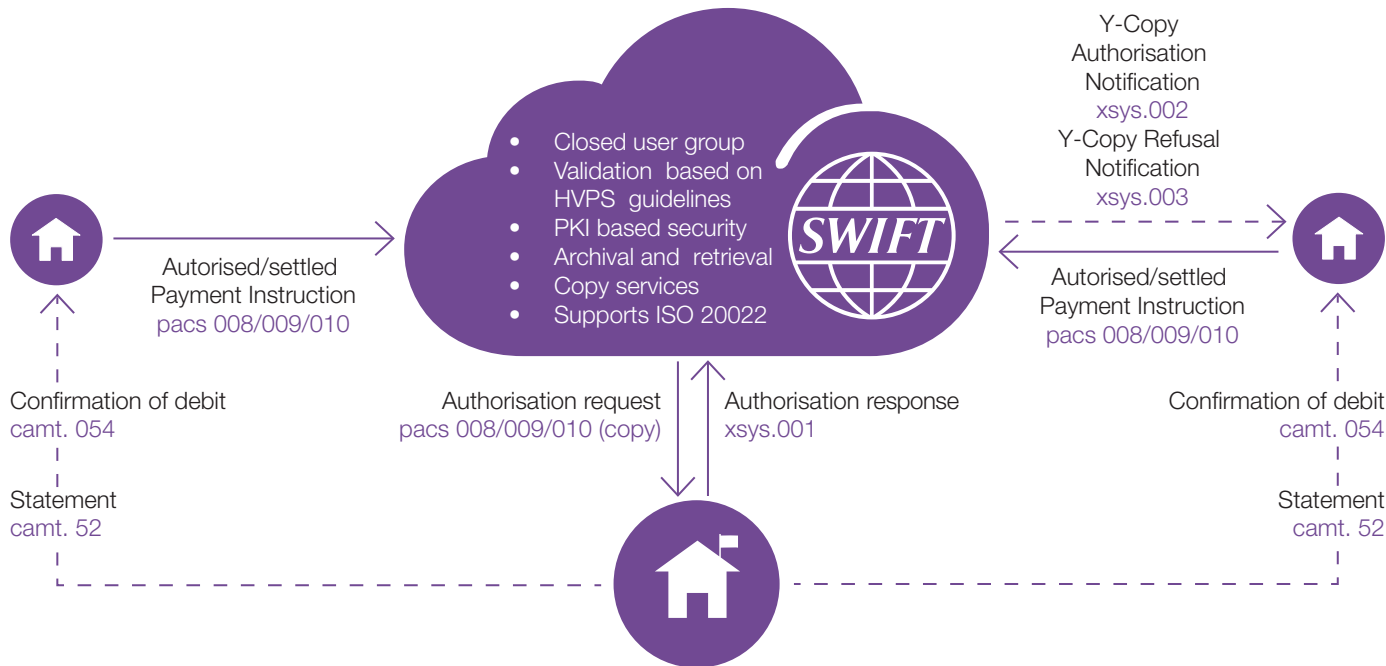 Y-Copy
Authorisation
Notification
xsys.002
Y-Copy Refusal
Notification
xsys.003
• Closed user group
• Validation based on
HVPS guidelines
• PKI based security
• Archival and retrieval
• Copy services
• Supports ISO 20022
SWIFT
Autorised/settled
Payment Instruction
pacs 008/009/010
Autorised/settled
Payment Instruction
pacs 008/009/010
Confirmation of debit
camt. 054
Authorisation request
pacs 008/009/010 (copy)
Authorisation response
xsys.001
Confirmation of debit
camt. 054
Statement
camt. 52
Statement
camt. 52